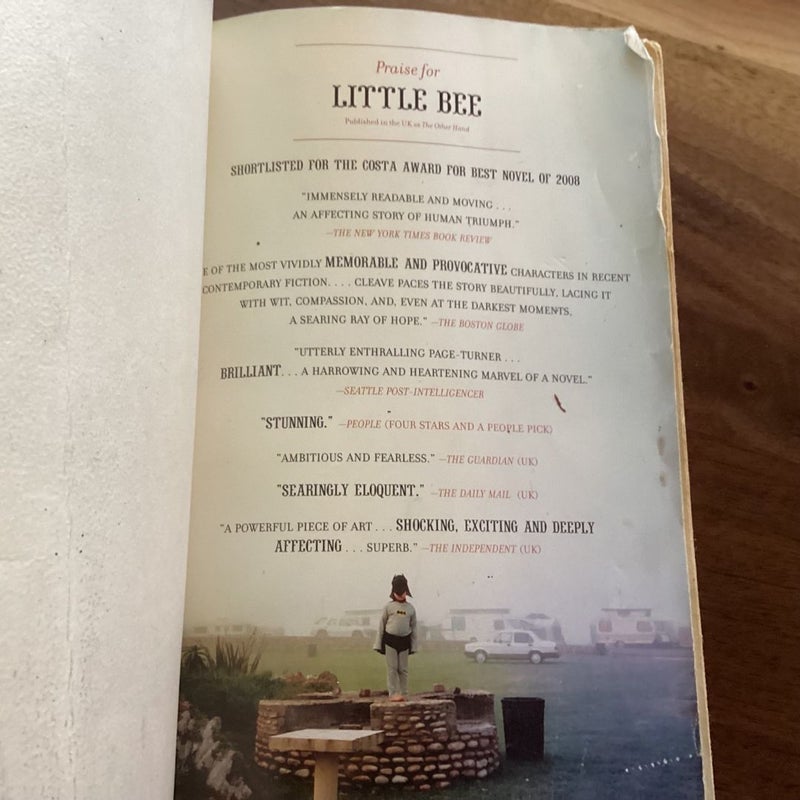 Praise for
LITTLE BEE
Published in the UK as The Other Hand
SHORTLISTED FOR THE COSTA AWARD FOR BEST NOVEL OF 2008
"IMMENSELY READABLE AND MOVING . . .
AN AFFECTING STORY OF HUMAN TRIUMPH."
—THE NEW YORK TIMES BOOK REVIEW
E OF THE MOST VIVIDLY MEMORABLE AND PROVOCATIVE CHARACTERS IN RECENT
CONTEMPORARY FICTION. . . . CLEAVE PACES THE STORY BEAUTIFULLY, LACING IT
WITH WIT, COMPASSION, AND, EVEN AT THE DARKEST MOMENTS,
A SEARING RAY OF HOPE." —THE BOSTON GLOBE
"UTTERLY ENTHRALLING PAGE-TURNER . . .
BRILLIANT. . . A HARROWING AND HEARTENING MARVEL OF A NOVEL."
—SEATTLE POST-INTELLIGENCER
"STUNNING." —PEOPLE (FOUR STARS AND A PEOPLE PICK)
"AMBITIOUS AND FEARLESS." —THE GUARDIAN (UK)
"SEARINGLY ELOQUENT." —THE DAILY MAIL (UK)
"A POWERFUL PIECE OF ART . . . SHOCKING, EXCITING AND DEEPLY
AFFECTING . . . SUPERB." —THE INDEPENDENT (UK)